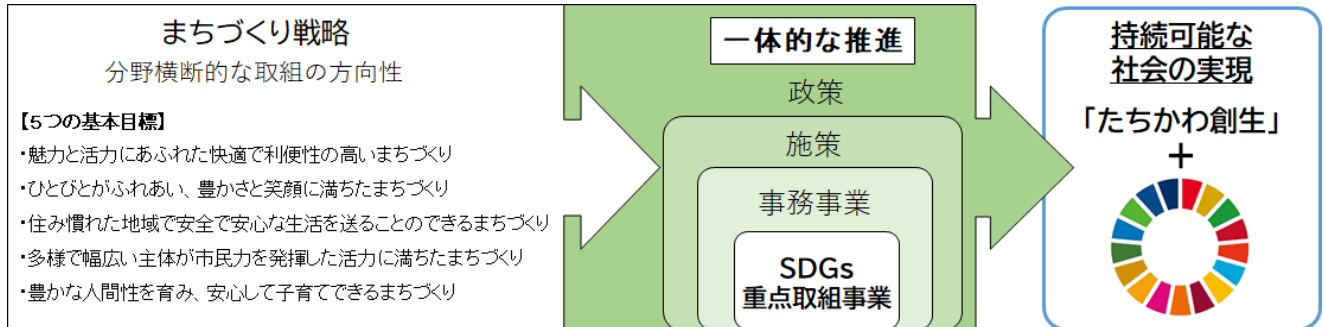 まちづくり戦略
分野横断的な取組の方向性
【5つの基本目標】
・魅力と活力にあふれた快適で利便性の高いまちづくり
・ひとびとがふれあい、豊かさと笑顔に満ちたまちづくり
・住み慣れた地域で安全で安心な生活を送ることのできるまちづくり
・多様で幅広い主体が市民力を発揮した活力に満ちたまちづくり
・豊かな人間性を育み、安心して子育てできるまちづくり
一体的な推進
政策
施策
事務事業
SDGs
重点取組事業
持続可能な
社会の実現
「たちかわ創生」
+